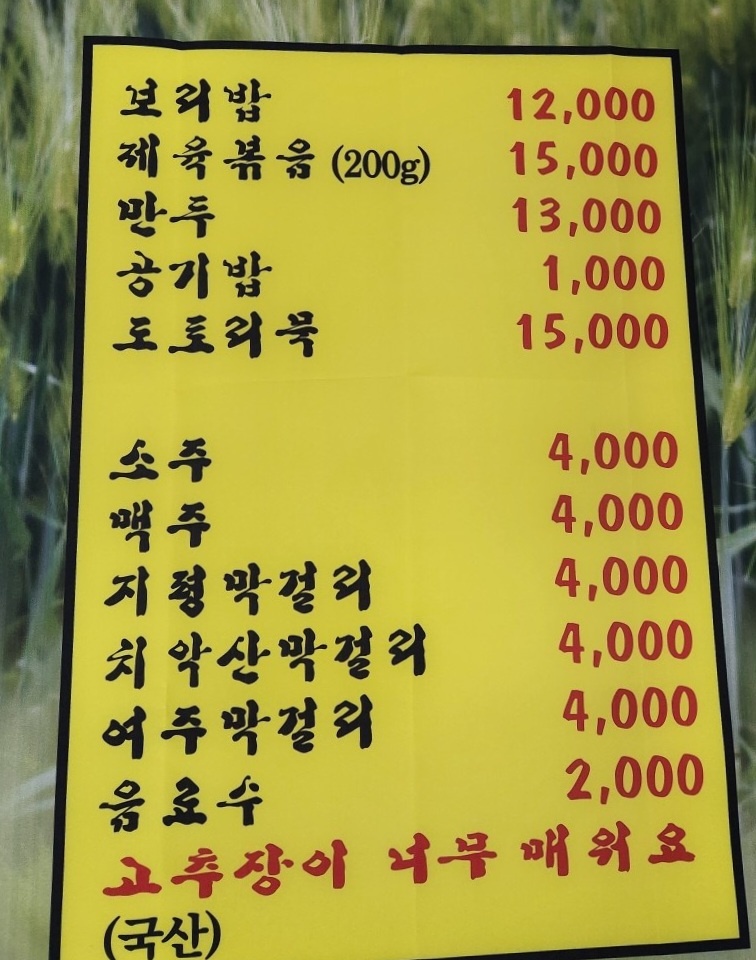 보리밥 12,000
제육볶음 (200g) 15,000
만두 13,000
공기밥 1,000
도토리묵 15,000
소주 4,000
맥주 4,000
지평막걸리 4,000
치악산막걸리 4,000
여주막걸리 4,000
음료수 2,000
고추장이 너무 매워요
(국산)